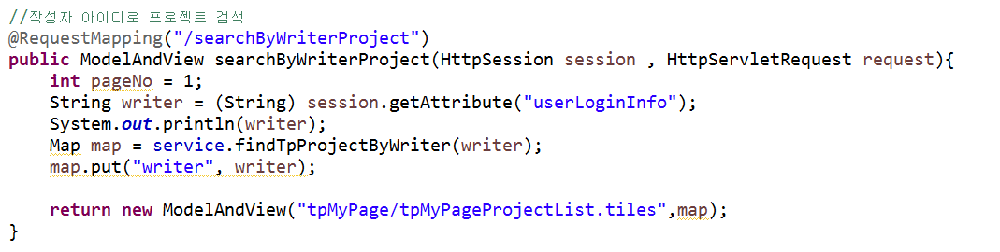 //작성자 아이디로 프로젝트 검색
@RequestMapping("/searchByWriterProject")
public ModelAndView searchByWriterProject(HttpSession session , HttpServletRequest request){
    int pageNo = 1;
    String writer = (String) session.getAttribute("userLoginInfo");
    System.out.println(writer);
    Map map = service.findTpProjectByWriter(writer);
    map.put("writer", writer);
    return new ModelAndView("tpMyPage/tpMyPageProjectList.tiles",map);
}